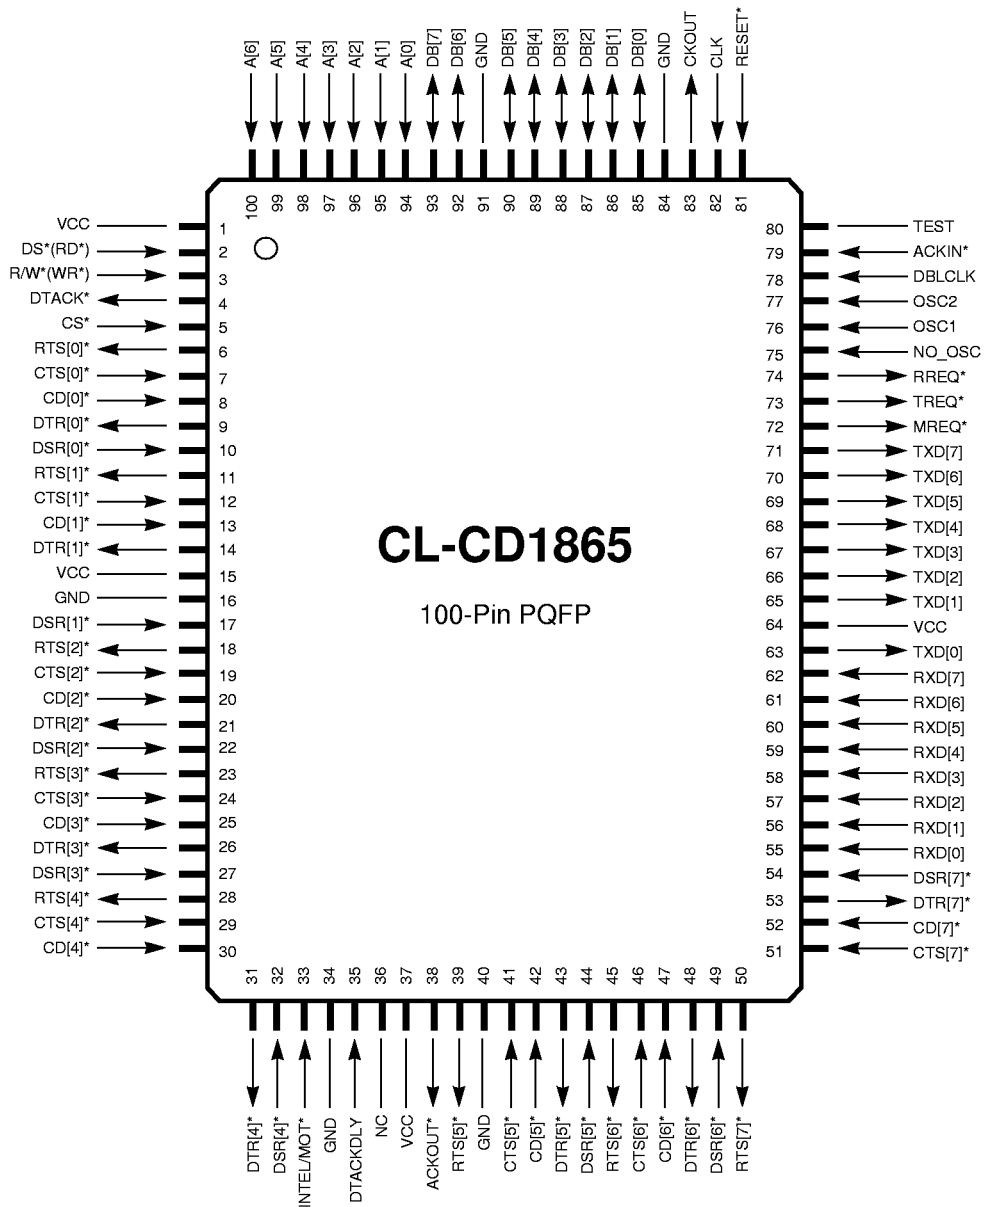 A[6]
A[5]
A[4]
A[3]
A[2]
A[1]
A[0]
DB[7]
DB[6]
GND
DB[5]
DB[4]
DB[3]
DB[2]
DB[1]
DB[0]
GND
CKOUT
CLK
RESET*
100
99
98
97
96
95
94
93
92
91
90
89
88
87
86
85
84
83
82
81
VCC 1
DS*(RD*) 2
R/W*(WR*) 3
DTACK* 4
CS* 5
RTS[0]* 6
CTS[0]* 7
CD[0]* 8
DTR[0]* 9
DSR[0]* 10
RTS[1]* 11
CTS[1]* 12
CD[1]* 13
DTR[1]* 14
VCC 15
GND 16
DSR[1]* 17
RTS[2]* 18
CTS[2]* 19
CD[2]* 20
DTR[2]* 21
DSR[2]* 22
RTS[3]* 23
CTS[3]* 24
CD[3]* 25
DTR[3]* 26
DSR[3]* 27
RTS[4]* 28
CTS[4]* 29
CD[4]* 30
CL-CD1865
100-Pin PQFP
80 TEST
79 ACKIN*
78 DBLCLK
77 OSC2
76 OSC1
75 NO_OSC
74 RREQ*
73 TREQ*
72 MREQ*
71 TXD[7]
70 TXD[6]
69 TXD[5]
68 TXD[4]
67 TXD[3]
66 TXD[2]
65 TXD[1]
64 VCC
63 TXD[0]
62 RXD[7]
61 RXD[6]
60 RXD[5]
59 RXD[4]
58 RXD[3]
57 RXD[2]
56 RXD[1]
55 RXD[0]
54 DSR[7]*
53 DTR[7]*
52 CD[7]*
51 CTS[7]*
31
32
33
34
35
36
37
38
39
40
41
42
43
44
45
46
47
48
49
50
DTR[4]*
DSR[4]*
INTEL/MOT*
GND
DTACKDLY
NC
VCC
ACKOUT*
RTS[5]*
GND
CTS[5]*
CD[5]*
DTR[5]*
DSR[5]*
RTS[6]*
CTS[6]*
CD[6]*
DTR[6]*
DSR[6]*
RTS[7]*